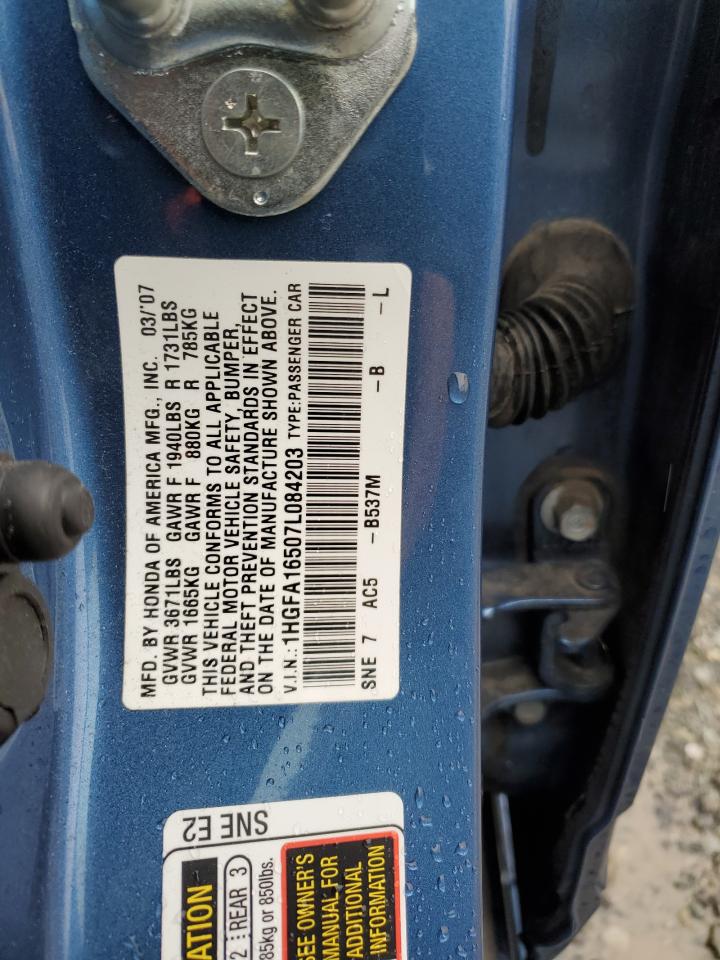 MFD. BY HONDA OF AMERICA MFG., INC. 03/'07
GVWR 3671LBS GAWR F 1940LBS R 1731LBS
GVWR 1665KG GAWR F 880KG R 785KG
THIS VEHICLE CONFORMS TO ALL APPLICABLE
FEDERAL MOTOR VEHICLE SAFETY, BUMPER,
AND THEFT PREVENTION STANDARDS IN EFFECT
ON THE DATE OF MANUFACTURE SHOWN ABOVE.
V.I.N.: 1HGFA16507L084203 TYPE:PASSENGER CAR
SNE 7 AC5 -B537M -B -L
SNE E2
2 REAR 3
85kg or 850lbs.
SEE OWNER'S
MANUAL FOR
ADDITIONAL
INFORMATION